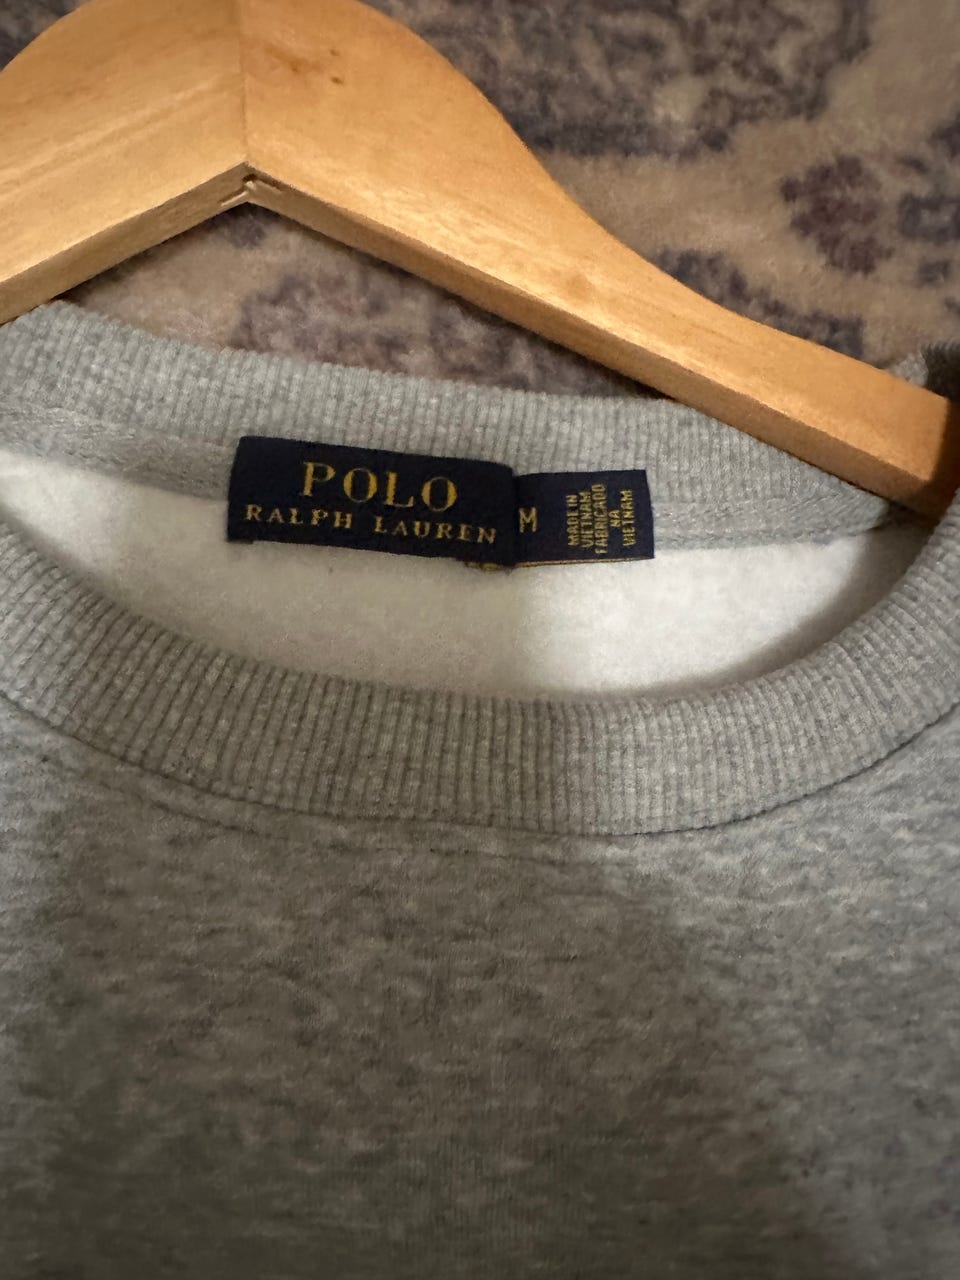 POLO
RALPH LAUREN
M
MADE IN
VIETNAM
FABRICADO
NA
VIETNAM